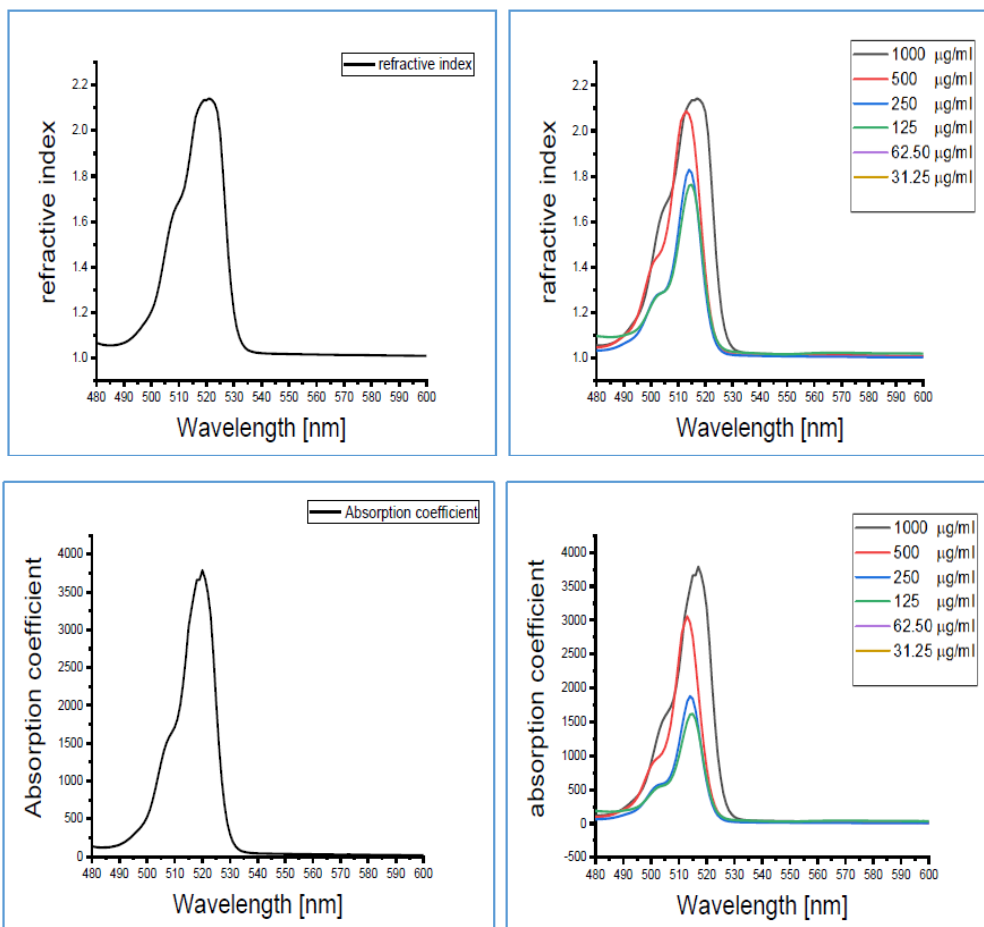 refractive index
2.2
2.0
1.8
1.6
1.4
1.2
1.0
refractive index
480 490 500 510 520 530 540 550 560 570 580 590 600
Wavelength [nm]
1000 μg/ml
500 μg/ml
250 μg/ml
125 μg/ml
62.50 μg/ml
31.25 μg/ml
2.2
2.0
1.8
1.6
1.4
1.2
1.0
rafractive index
480 490 500 510 520 530 540 550 560 570 580 590 600
Wavelength [nm]
Absorption coefficient
4000
3500
3000
2500
2000
1500
1000
500
0
Absorption coefficient
480 490 500 510 520 530 540 550 560 570 580 590 600
Wavelength [nm]
1000 μg/ml
500 μg/ml
250 μg/ml
125 μg/ml
62.50 μg/ml
31.25 μg/ml
4000
3500
3000
2500
2000
1500
1000
500
0
-500
absorption coefficient
480 490 500 510 520 530 540 550 560 570 580 590 600
Wavelength [nm]